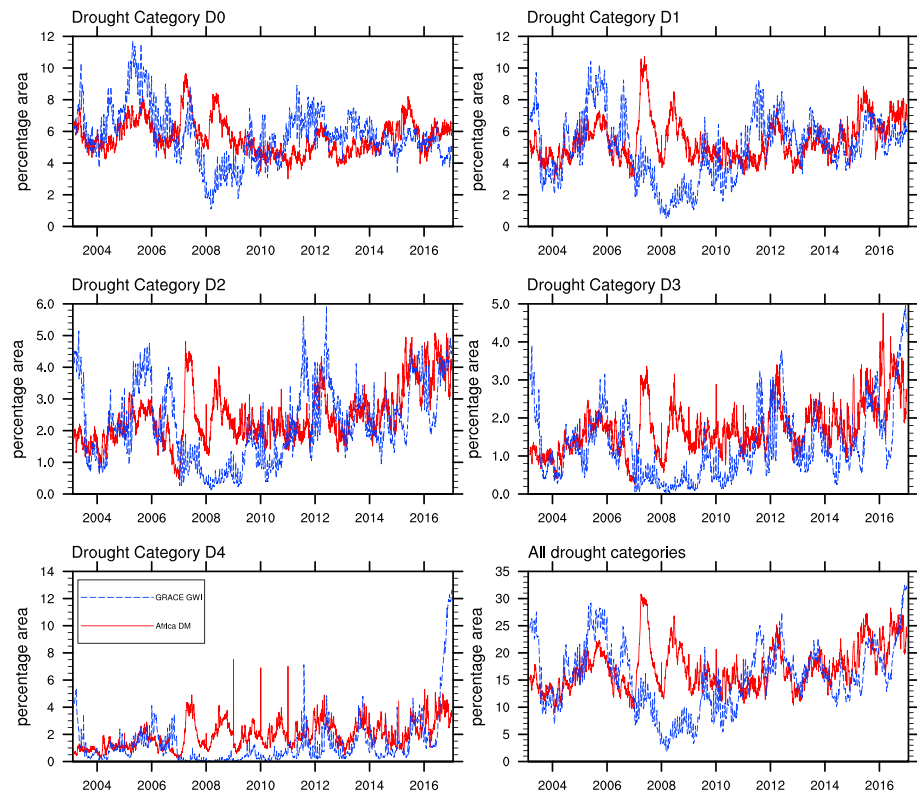 Drought Category D0
Drought Category D1
percentage area
12
10
8
6
4
2
0
2004 2006 2008 2010 2012 2014 2016
percentage area
12
10
8
6
4
2
0
2004 2006 2008 2010 2012 2014 2016
Drought Category D2
Drought Category D3
percentage area
6.0
5.0
4.0
3.0
2.0
1.0
0.0
2004 2006 2008 2010 2012 2014 2016
percentage area
5.0
4.0
3.0
2.0
1.0
0.0
2004 2006 2008 2010 2012 2014 2016
Drought Category D4
All drought categories
percentage area
14
12
10
8
6
4
2
0
GRACE GWI
Africa DM
2004 2006 2008 2010 2012 2014 2016
percentage area
35
30
25
20
15
10
5
0
2004 2006 2008 2010 2012 2014 2016